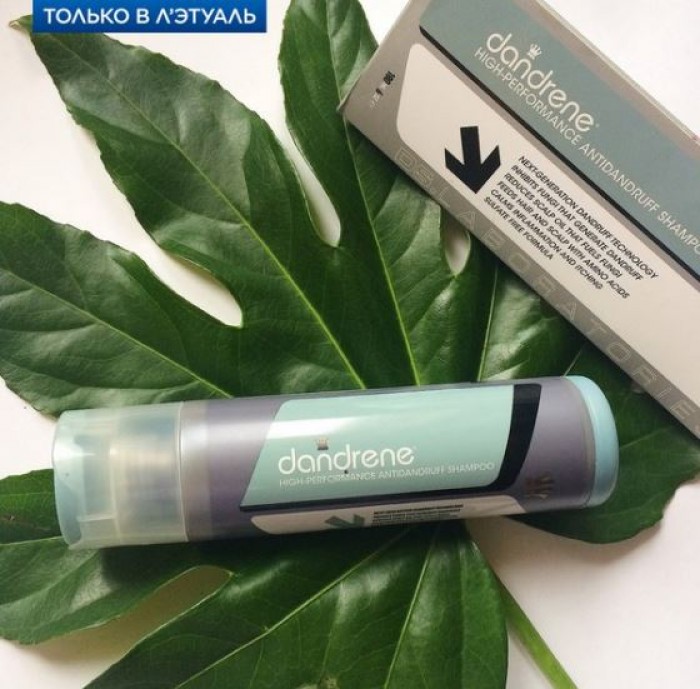 ТОЛЬКО В Л'ЭТУАЛЬ
dandrene
HIGH-PERFORMANCE ANTIDANDRUFF SHAMPOO
NEXT-GENERATION DANDRUFF TECHNOLOGY
INHIBITS FUNGI THAT GENERATE DANDRUFF
REDUCES SCALP OIL THAT FUELS FUNGI
FEEDS HAIR AND SCALP WITH AMINO ACIDS
CALMS INFLAMMATION AND ITCHING
SULFATE FREE FORMULA
DS LABORATORIE
dandrene
HIGH-PERFORMANCE ANTIDANDRUFF SHAMPOO